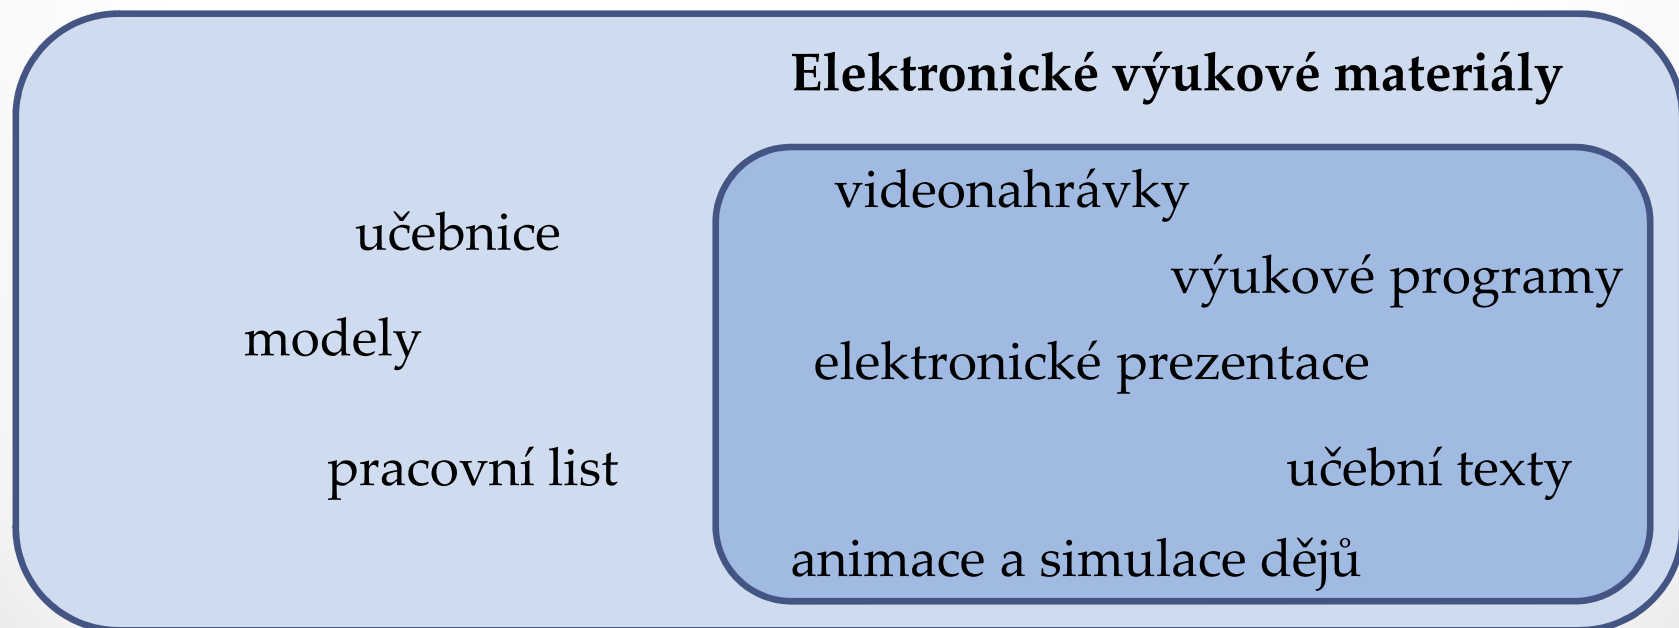 Elektronické výukové materiály
videonahrávky
učebnice
výukové programy
modely
elektronické prezentace
pracovní list
učební texty
animace a simulace dějů